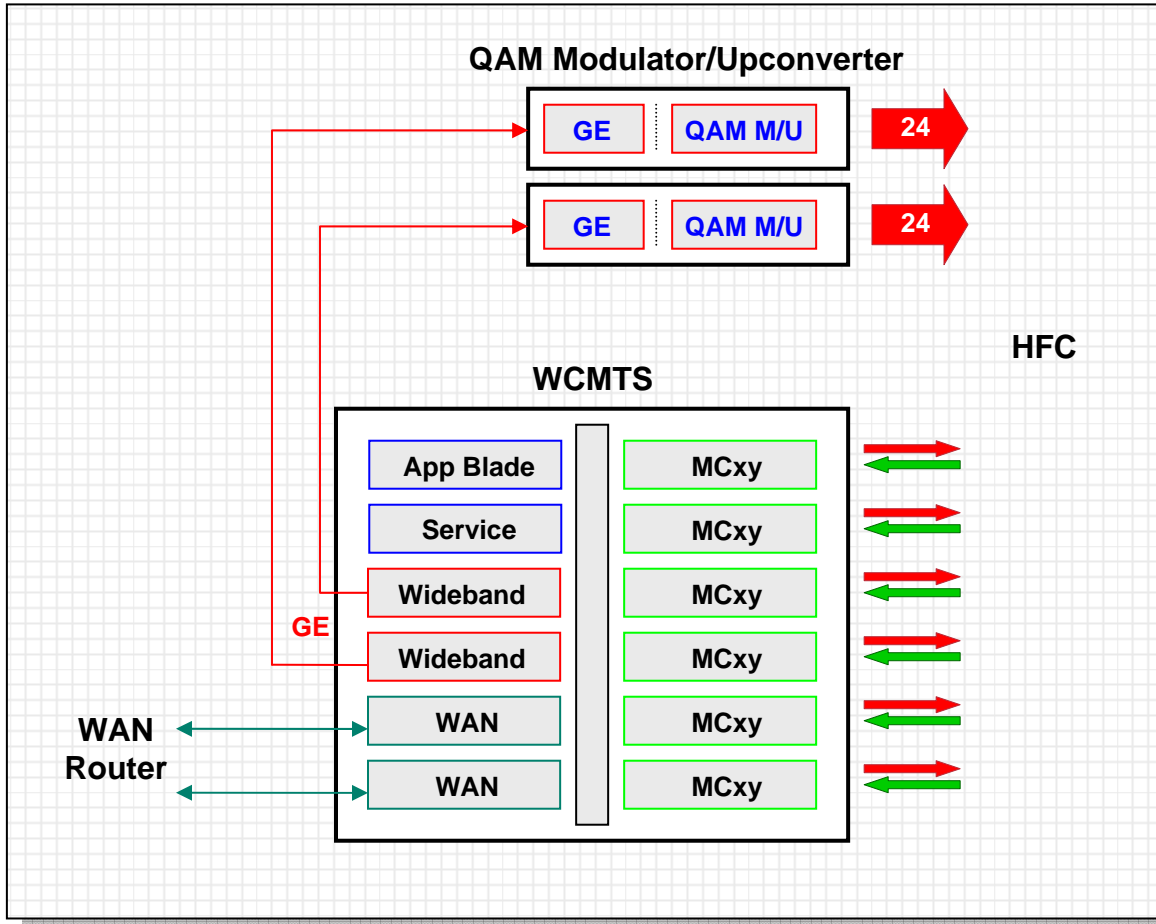 QAM Modulator/Upconverter
GE QAM M/U 24
GE QAM M/U 24
HFC
WCMTS
App Blade MCxy
Service MCxy
Wideband MCxy
GE
Wideband MCxy
WAN MCxy
WAN
Router
WAN MCxy